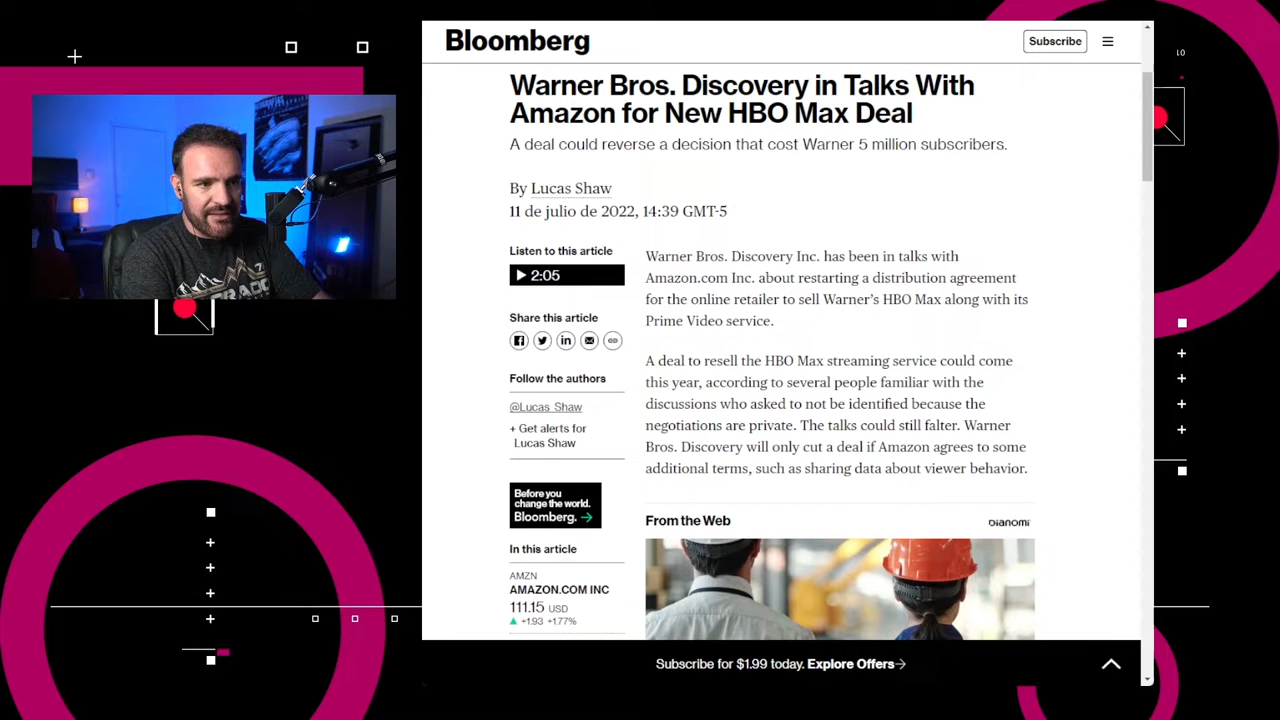 Bloomberg
Subscribe
Warner Bros. Discovery in Talks With
Amazon for New HBO Max Deal
A deal could reverse a decision that cost Warner 5 million subscribers.
By Lucas Shaw
11 de julio de 2022, 14:39 GMT-5
Listen to this article
2:05
Share this article
Follow the authors
@Lucas_Shaw
+ Get alerts for
Lucas Shaw
Before you
change the world.
Bloomberg.
In this article
AMZN
AMAZON.COM INC
111.15 USD
+1.93 +1.77%
Warner Bros. Discovery Inc. has been in talks with
Amazon.com Inc. about restarting a distribution agreement
for the online retailer to sell Warner’s HBO Max along with its
Prime Video service.
A deal to resell the HBO Max streaming service could come
this year, according to several people familiar with the
discussions who asked to not be identified because the
negotiations are private. The talks could still falter. Warner
Bros. Discovery will only cut a deal if Amazon agrees to some
additional terms, such as sharing data about viewer behavior.
From the Web
Dianomi
Subscribe for $1.99 today. Explore Offers
10